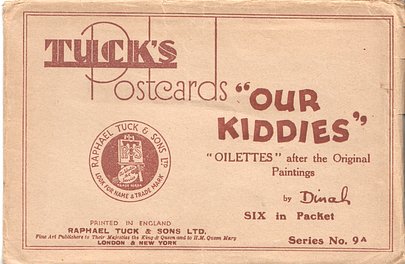 TUCK'S
Postcards
"OUR
KIDDIES"
"OILETTES" after the Original
Paintings
by Dinah
SIX in Packet
Series No. 9A
RAPHAEL TUCK & SONS LTD
LOOK FOR NAME & TRADE MARK
PRINTED IN ENGLAND
RAPHAEL TUCK & SONS LTD.
Fine Art Publishers to Their Majesties the King & Queen and to H.M. Queen Mary
LONDON & NEW YORK